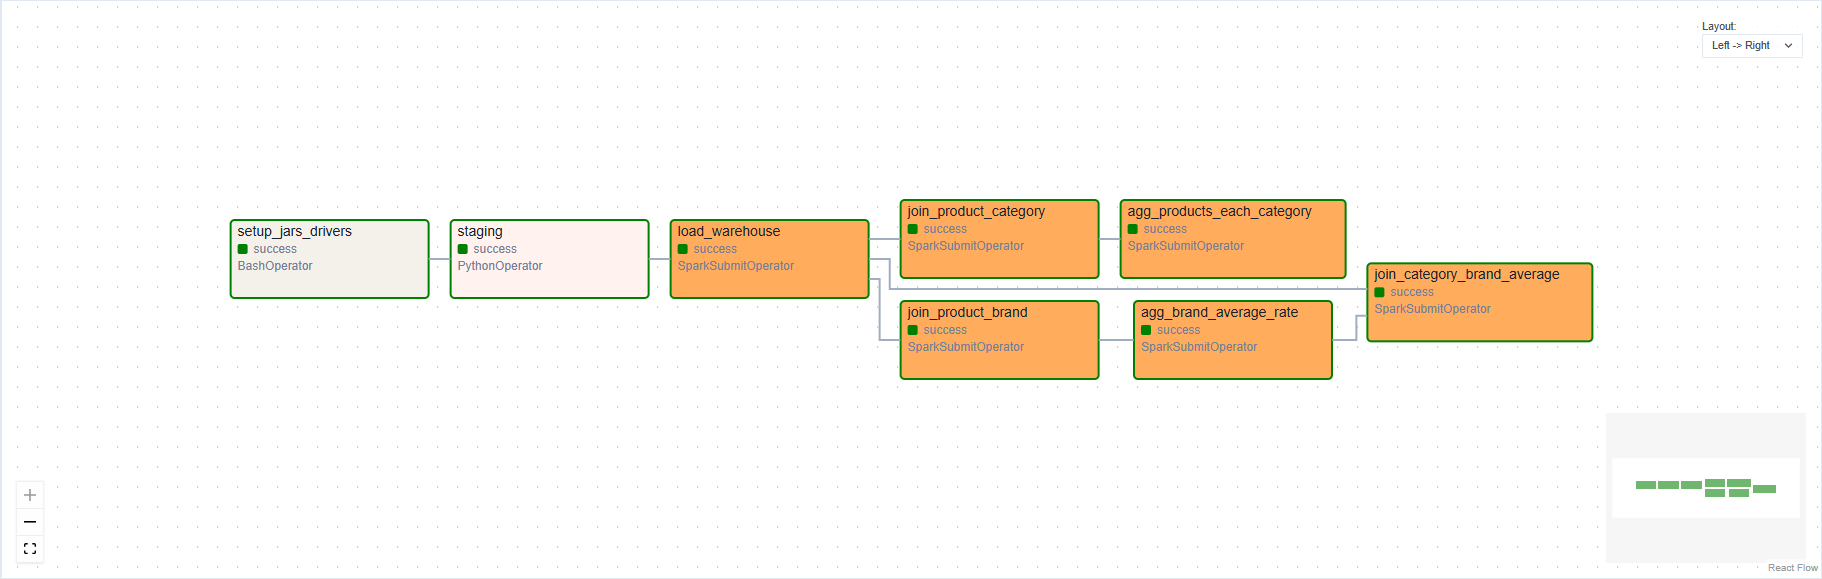 Layout:
Left -> Right
setup_jars_drivers
success
BashOperator
staging
success
PythonOperator
load_warehouse
success
SparkSubmitOperator
join_product_category
success
SparkSubmitOperator
agg_products_each_category
success
SparkSubmitOperator
join_product_brand
success
SparkSubmitOperator
agg_brand_average_rate
success
SparkSubmitOperator
join_category_brand_average
success
SparkSubmitOperator
React Flow